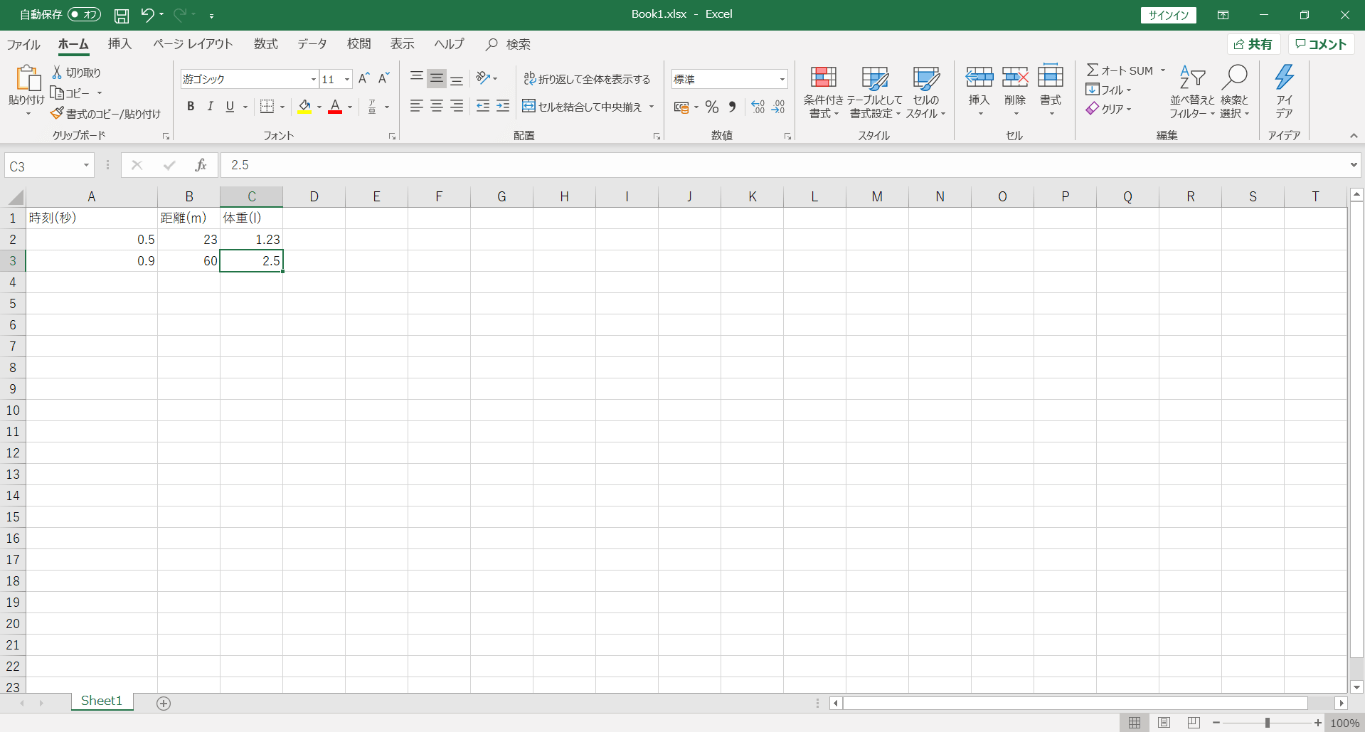 自動保存 オフ Book1.xlsx - Excel サインイン
ファイル ホーム 挿入 ページ レイアウト 数式 データ 校閲 表示 ヘルプ 検索 共有 コメント
貼り付け 切り取り コピー 書式のコピー/貼り付け クリップボード
游ゴシック 11 A A B I U A フォント
折り返して全体を表示する セルを結合して中央揃え 配置
標準 % 数値
条件付き書式 テーブルとして書式設定 セルのスタイル スタイル
挿入 削除 書式 セル
オート SUM フィル クリア 並べ替えとフィルター 検索と選択 編集
アイデア アイデア
C3 fx 2.5
A B C D E F G H I J K L M N O P Q R S T
1 時刻(秒) 距離(m) 体重(l)
2 0.5 23 1.23
3 0.9 60 2.5
4
5
6
7
8
9
10
11
12
13
14
15
16
17
18
19
20
21
22
23
Sheet1
100%